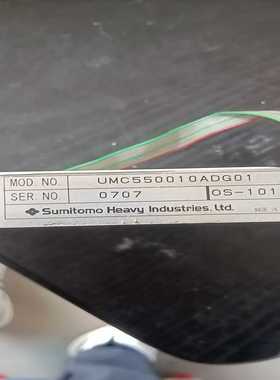 MOD NO. UMC550010ADG01
SER NO. 0707 OS-101
Sumitomo Heavy Industries, Ltd.